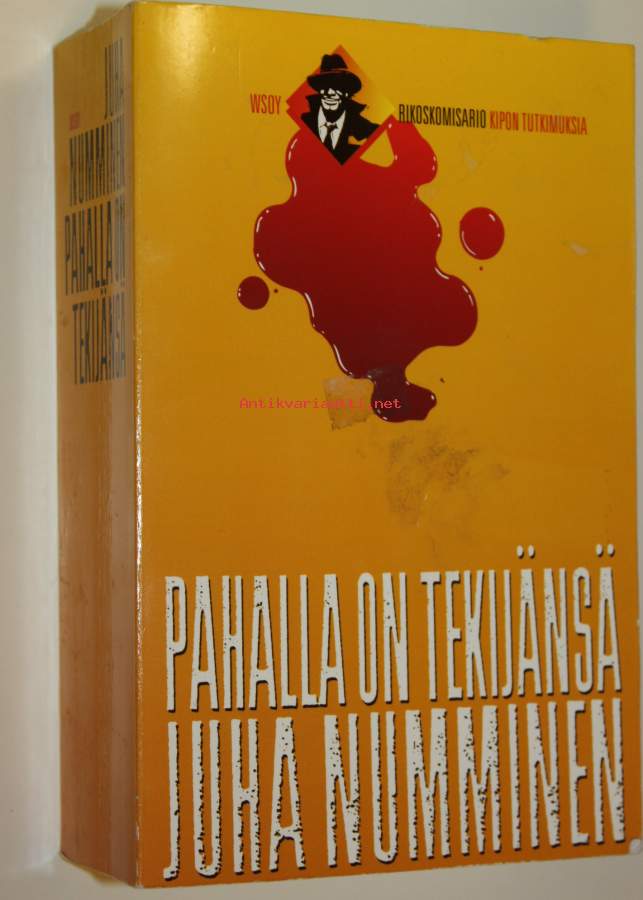 WSOY
RIKOSKOMISARIO KIPON TUTKIMUKSIA
Antikvariaatti.net
PAHALLA ON TEKIJÄNSÄ
JUHA NUMMINEN
JUHA
NUMMINEN
PAHALLA ON
TEKIJÄNSÄ